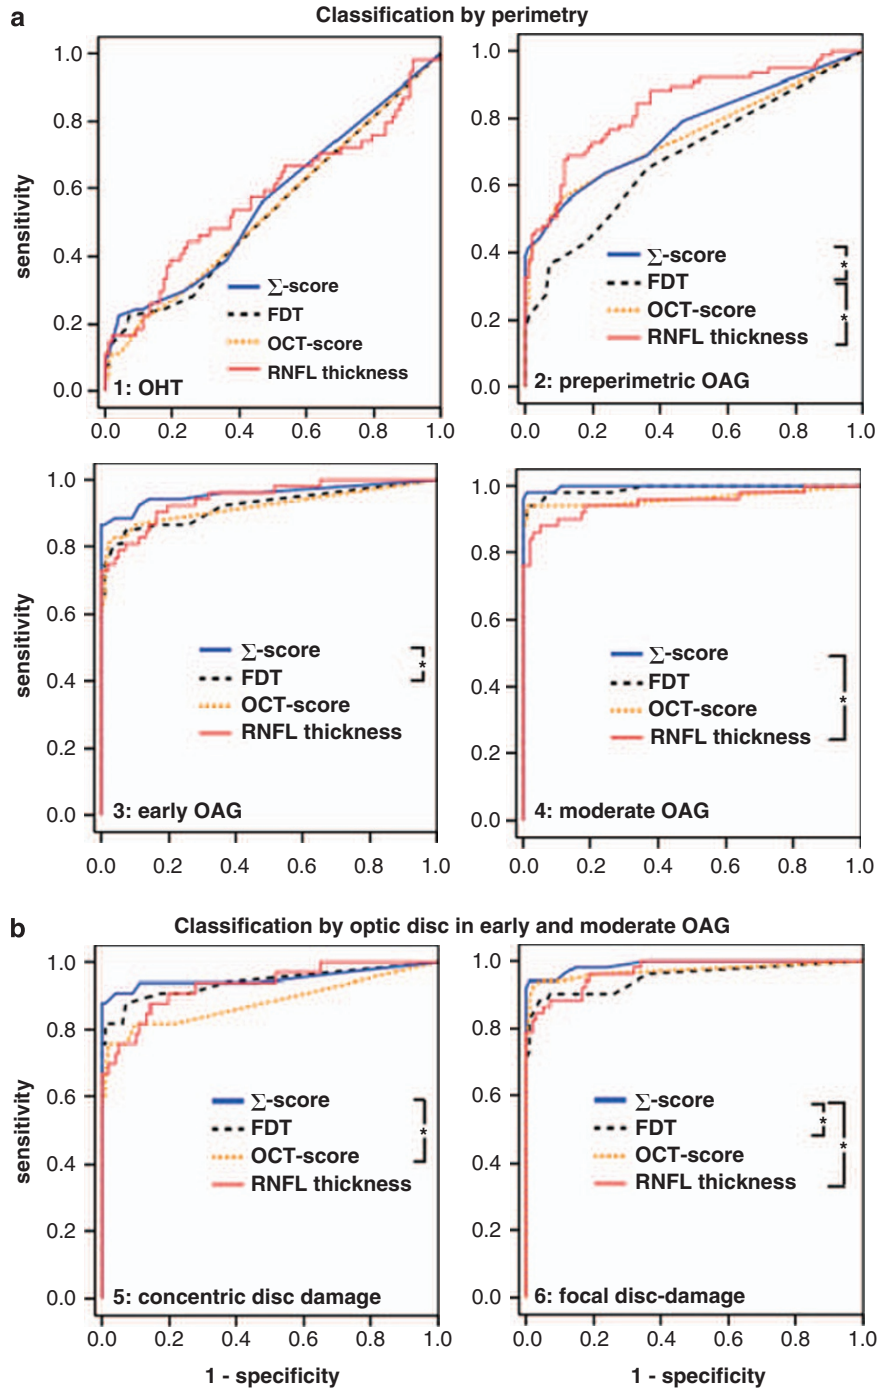 a
Classification by perimetry
sensitivity
1.0
0.8
0.6
0.4
0.2
0.0
Σ-score
FDT
OCT-score
RNFL thickness
1: OHT
0.0 0.2 0.4 0.6 0.8 1.0
1.0
0.8
0.6
0.4
0.2
0.0
Σ-score
FDT
OCT-score
RNFL thickness
*
*
2: preperimetric OAG
0.0 0.2 0.4 0.6 0.8 1.0
sensitivity
1.0
0.8
0.6
0.4
0.2
0.0
Σ-score
FDT
OCT-score
RNFL thickness
*
3: early OAG
0.0 0.2 0.4 0.6 0.8 1.0
1.0
0.8
0.6
0.4
0.2
0.0
Σ-score
FDT
OCT-score
RNFL thickness
*
4: moderate OAG
0.0 0.2 0.4 0.6 0.8 1.0
b
Classification by optic disc in early and moderate OAG
sensitivity
1.0
0.8
0.6
0.4
0.2
0.0
Σ-score
FDT
OCT-score
RNFL thickness
*
5: concentric disc damage
0.0 0.2 0.4 0.6 0.8 1.0
1 - specificity
1.0
0.8
0.6
0.4
0.2
0.0
Σ-score
FDT
OCT-score
RNFL thickness
*
*
6: focal disc-damage
0.0 0.2 0.4 0.6 0.8 1.0
1 - specificity